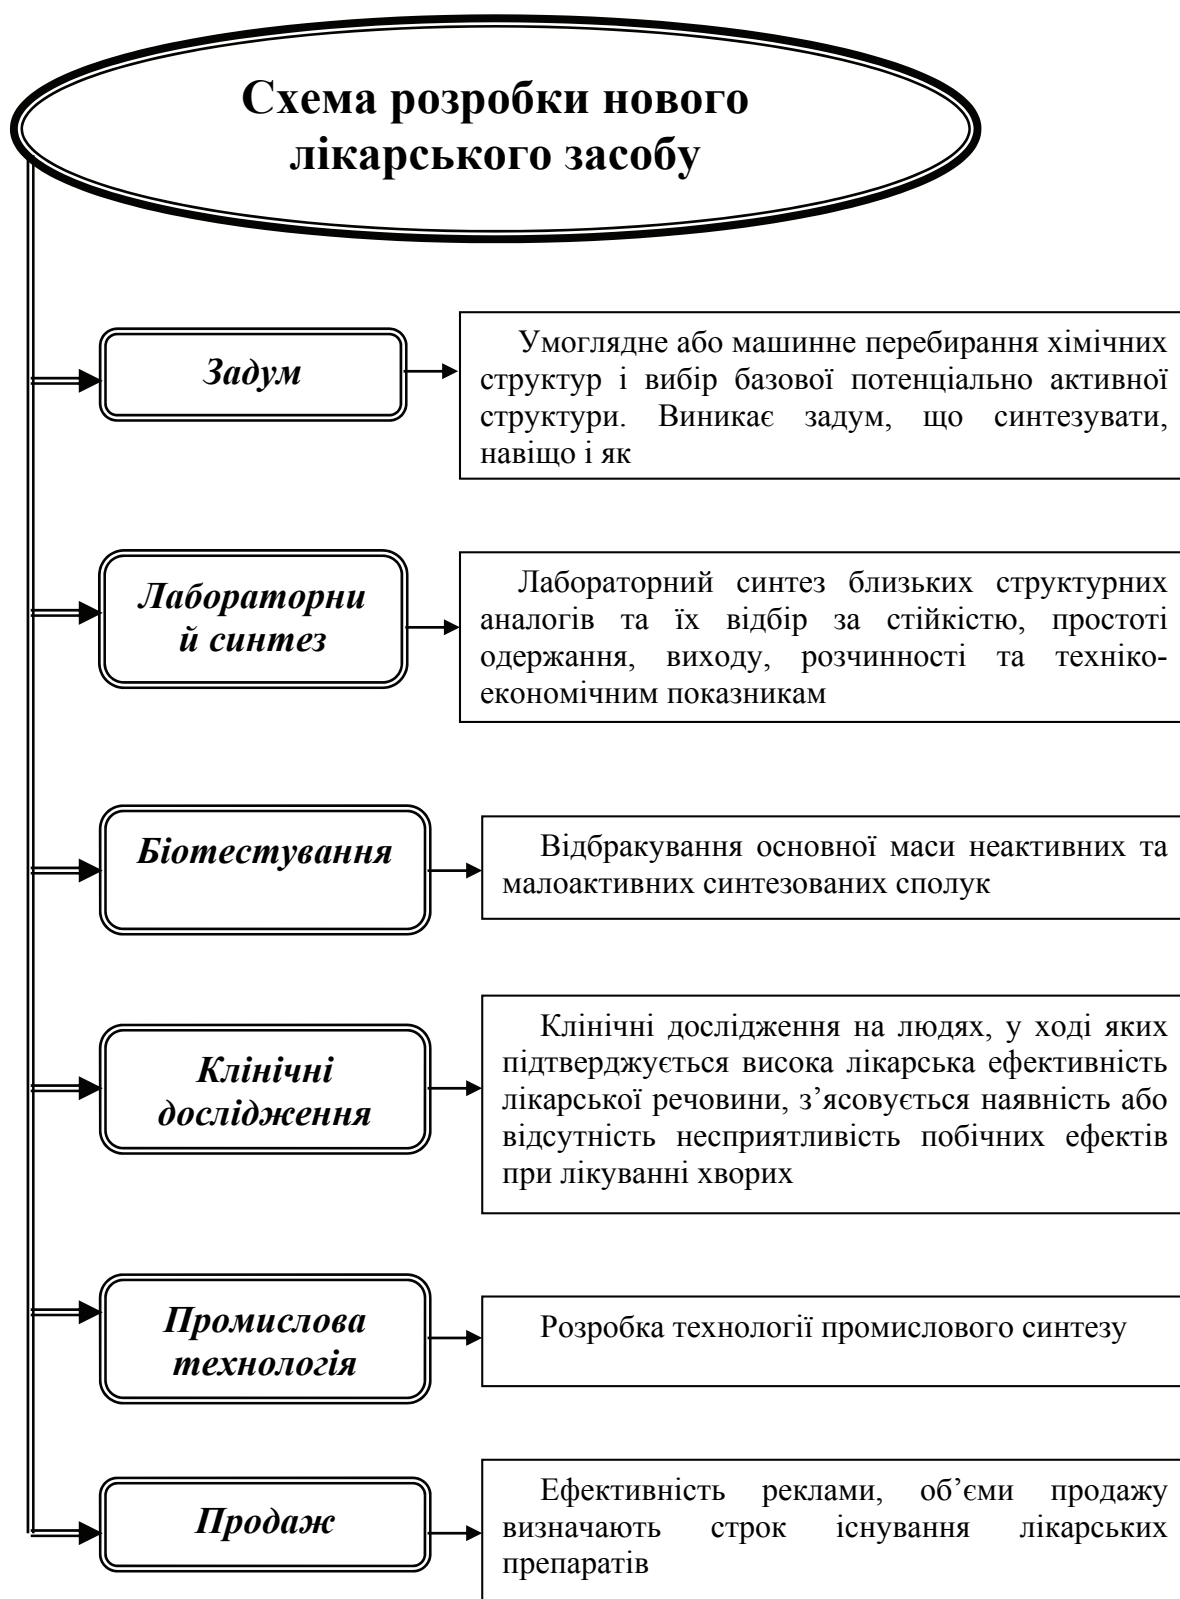 Схема розробки нового
лікарського засобу
Задум
Умоглядне або машинне перебирання хімічних
структур і вибір базової потенціально активної
структури. Виникає задум, що синтезувати,
навіщо і як
Лабораторни
й синтез
Лабораторний синтез близьких структурних
аналогів та їх відбір за стійкістю, простоті
одержання, виходу, розчинності та техніко-
економічним показникам
Біотестування
Відбракування основної маси неактивних та
малоактивних синтезованих сполук
Клінічні
дослідження
Клінічні дослідження на людях, у ході яких
підтверджується висока лікарська ефективність
лікарської речовини, з’ясовується наявність або
відсутність несприятливість побічних ефектів
при лікуванні хворих
Промислова
технологія
Розробка технології промислового синтезу
Продаж
Ефективність реклами, об’єми продажу
визначають строк існування лікарських
препаратів